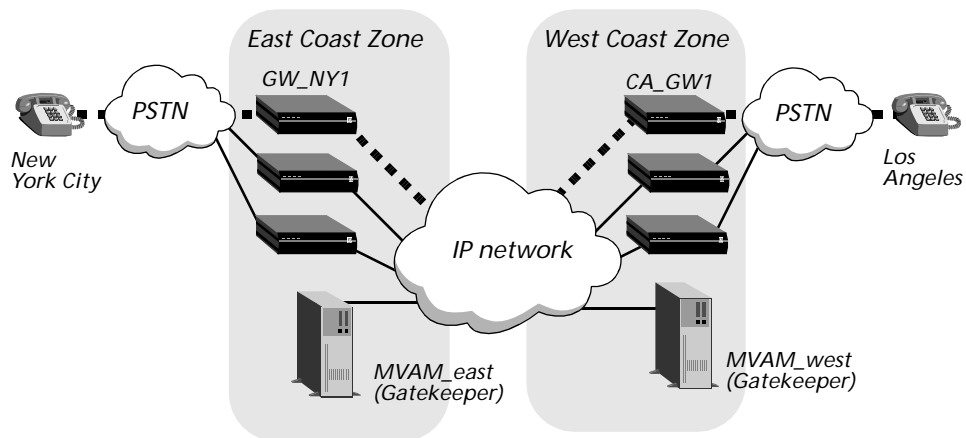 East Coast Zone
West Coast Zone
GW_NY1
CA_GW1
PSTN
PSTN
New
York City
Los
Angeles
IP network
MVAM_east
(Gatekeeper)
MVAM_west
(Gatekeeper)